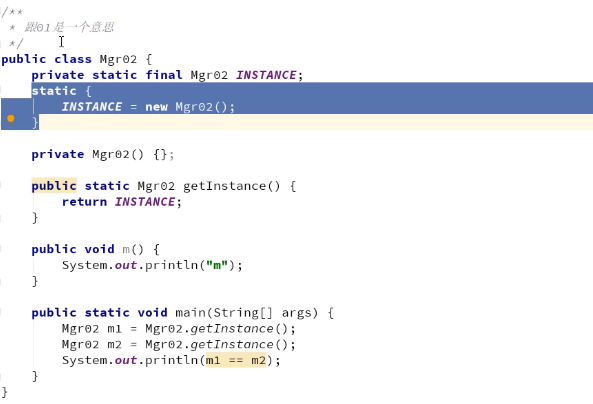 /**
 * 跟01是一个意思
 */
public class Mgr02 {
    private static final Mgr02 INSTANCE;
    static {
        INSTANCE = new Mgr02();
    }
    private Mgr02() {};
    public static Mgr02 getInstance() {
        return INSTANCE;
    }
    public void m() {
        System.out.println("m");
    }
    public static void main(String[] args) {
        Mgr02 m1 = Mgr02.getInstance();
        Mgr02 m2 = Mgr02.getInstance();
        System.out.println(m1 == m2);
    }
}